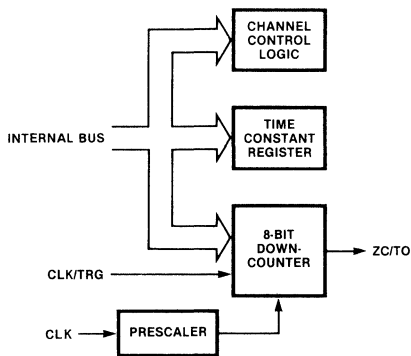 CHANNEL
CONTROL
LOGIC
INTERNAL BUS
TIME
CONSTANT
REGISTER
8-BIT
DOWN-
COUNTER
ZC/TO
CLK/TRG
CLK
PRESCALER